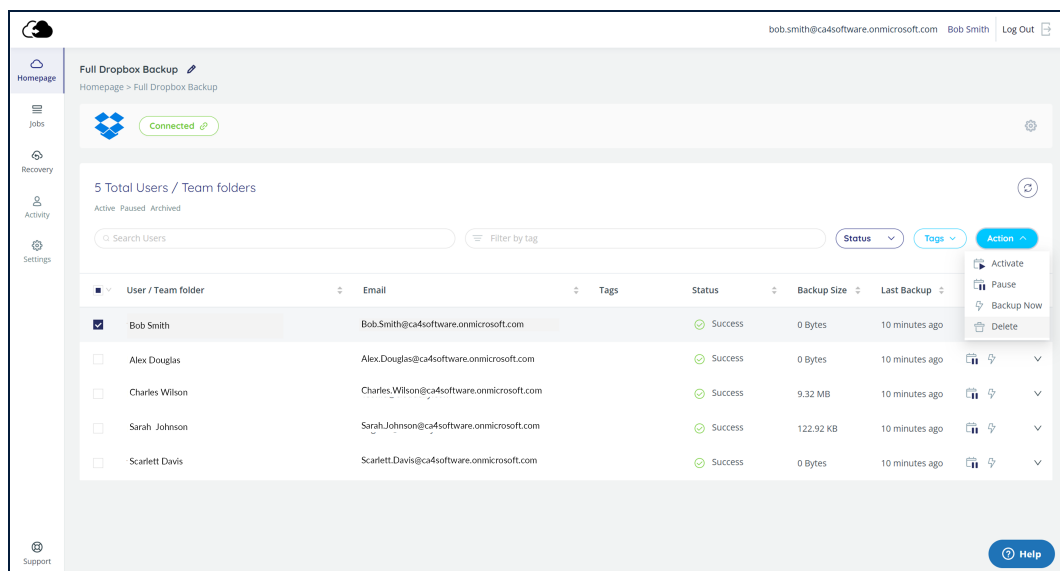 bob.smith@ca4software.onmicrosoft.com Bob Smith Log Out
Homepage
Jobs
Recovery
Activity
Settings
Support
Full Dropbox Backup
Homepage > Full Dropbox Backup
Connected
5 Total Users / Team folders
Active Paused Archived
Search Users Filter by tag Status Tags Action
Activate
Pause
Backup Now
Delete
User / Team folder Email Tags Status Backup Size Last Backup
Bob Smith Bob.Smith@ca4software.onmicrosoft.com Success 0 Bytes 10 minutes ago
Alex Douglas Alex.Douglas@ca4software.onmicrosoft.com Success 0 Bytes 10 minutes ago
Charles Wilson Charles.Wilson@ca4software.onmicrosoft.com Success 9.32 MB 10 minutes ago
Sarah Johnson Sarah.Johnson@ca4software.onmicrosoft.com Success 122.92 KB 10 minutes ago
Scarlett Davis Scarlett.Davis@ca4software.onmicrosoft.com Success 0 Bytes 10 minutes ago
Help